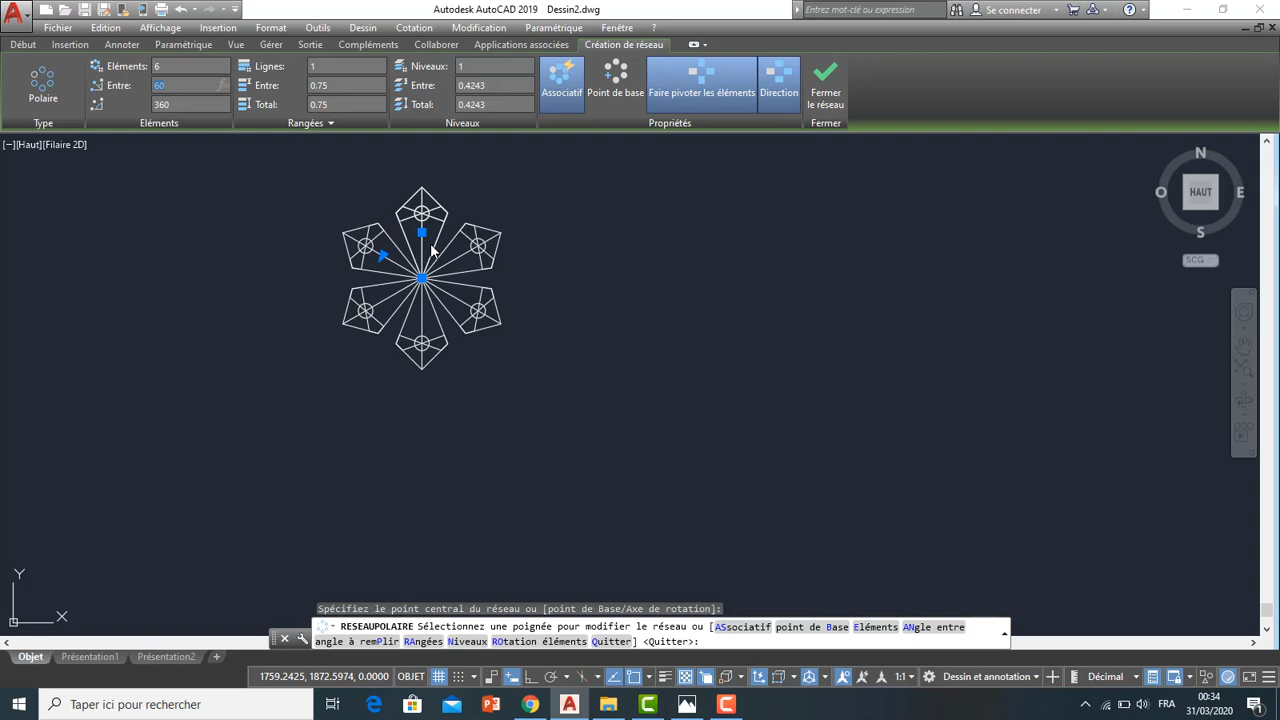 Autodesk AutoCAD 2019 Dessin2.dwg
Entrez mot-clé ou expression
Se connecter
Fichier Edition Affichage Insertion Format Outils Dessin Cotation Modification Paramétrique Fenêtre ?
Début Insertion Annoter Paramétrique Vue Gérer Sortie Compléments Collaborer Applications associées Création de réseau
Eléments: 6 Lignes: 1 Niveaux: 1
Entre: 60 Entre: 0.75 Entre: 0.4243
360 Total: 0.75 Total: 0.4243
Polaire
Associatif Point de base Faire pivoter les éléments Direction
Fermer
le réseau
Type Eléments Rangées Niveaux Propriétés Fermer
[−][Haut][Filaire 2D]
N
O HAUT E
S
SCG
Y
X
Spécifiez le point central du réseau ou [point de Base/Axe de rotation]:
RESEAUPOLAIRE Sélectionnez une poignée pour modifier le réseau ou [ASsociatif point de Base Eléments ANgle entre
angle à remPlir RAngées Niveaux ROtation éléments Quitter] <Quitter>:
Objet Présentation1 Présentation2 +
1759.2425, 1872.5974, 0.0000 OBJET 1:1 Dessin et annotation Décimal
Taper ici pour rechercher
FRA
00:34
31/03/2020